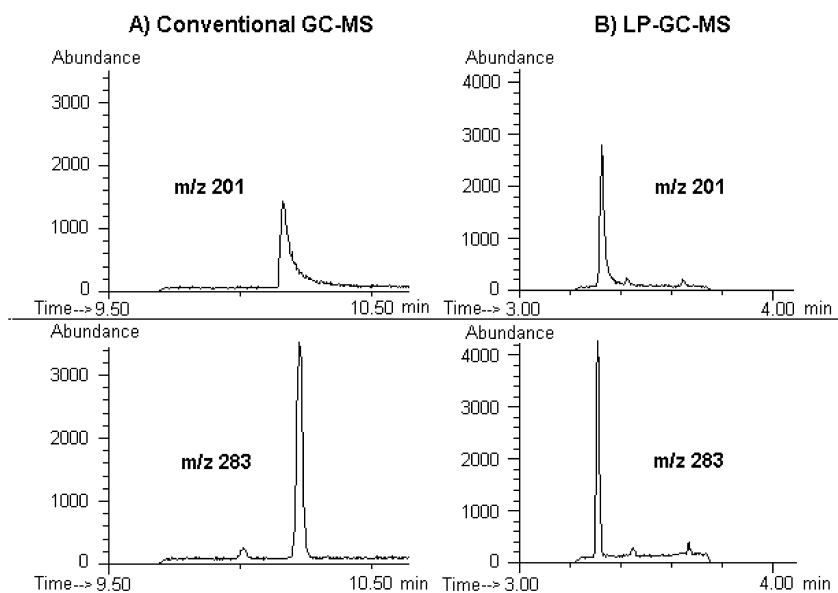 A) Conventional GC-MS
B) LP-GC-MS
Abundance
3000
2000
1000
0
m/z 201
Time--> 9.50
10.50 min
Abundance
4000
3000
2000
1000
0
m/z 201
Time--> 3.00
4.00 min
Abundance
3000
2000
1000
0
m/z 283
Time--> 9.50
10.50 min
Abundance
4000
3000
2000
1000
0
m/z 283
Time--> 3.00
4.00 min